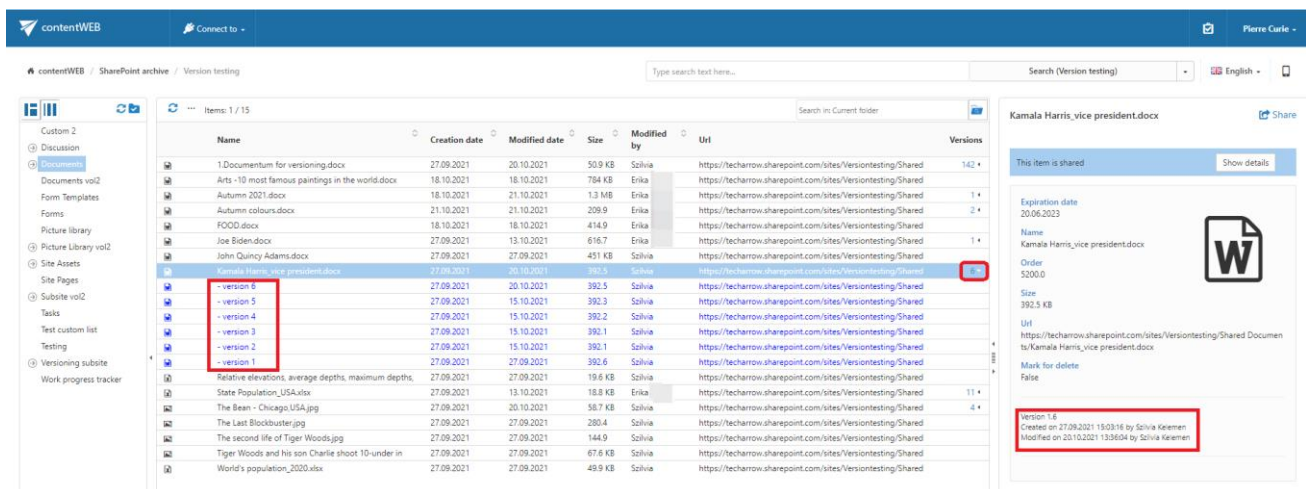 contentWEB Connect to Pierre Curie
contentWEB / SharePoint archive / Version testing Type search text here... Search (Version testing) English
Items: 1 / 15 Search in: Current folder
Name Creation date Modified date Size Modified by Url Versions
Custom 2
Discussion
Documents
Documents vol2
Form Templates
Forms
Picture library
Picture Library vol2
Site Assets
Site Pages
Subsite vol2
Tasks
Test custom list
Testing
Versioning subsite
Work progress tracker
1.Documentum for versioning.docx 27.09.2021 20.10.2021 50.9 KB Szilvia https://techarrow.sharepoint.com/sites/Versiontesting/Shared 142
Arts -10 most famous paintings in the world.docx 18.10.2021 18.10.2021 784 KB Erika https://techarrow.sharepoint.com/sites/Versiontesting/Shared
Autumn 2021.docx 18.10.2021 21.10.2021 1.3 MB Erika https://techarrow.sharepoint.com/sites/Versiontesting/Shared 1
Autumn colours.docx 21.10.2021 21.10.2021 209.9 Erika https://techarrow.sharepoint.com/sites/Versiontesting/Shared 2
FOOD.docx 18.10.2021 18.10.2021 414.9 Erika https://techarrow.sharepoint.com/sites/Versiontesting/Shared
Joe Biden.docx 27.09.2021 13.10.2021 616.7 Erika https://techarrow.sharepoint.com/sites/Versiontesting/Shared 1
John Quincy Adams.docx 27.09.2021 27.09.2021 451 KB Szilvia https://techarrow.sharepoint.com/sites/Versiontesting/Shared
Kamala Harris_vice president.docx 27.09.2021 20.10.2021 392.5 Szilvia https://techarrow.sharepoint.com/sites/Versiontesting/Shared 6
- version 6 27.09.2021 20.10.2021 392.5 Szilvia https://techarrow.sharepoint.com/sites/Versiontesting/Shared
- version 5 27.09.2021 15.10.2021 392.3 Szilvia https://techarrow.sharepoint.com/sites/Versiontesting/Shared
- version 4 27.09.2021 15.10.2021 392.2 Szilvia https://techarrow.sharepoint.com/sites/Versiontesting/Shared
- version 3 27.09.2021 15.10.2021 392.1 Szilvia https://techarrow.sharepoint.com/sites/Versiontesting/Shared
- version 2 27.09.2021 15.10.2021 392.1 Szilvia https://techarrow.sharepoint.com/sites/Versiontesting/Shared
- version 1 27.09.2021 27.09.2021 392.6 Szilvia https://techarrow.sharepoint.com/sites/Versiontesting/Shared
Relative elevations, average depths, maximum depths, 27.09.2021 27.09.2021 19.6 KB Szilvia https://techarrow.sharepoint.com/sites/Versiontesting/Shared
State Population_USA.xlsx 27.09.2021 13.10.2021 18.8 KB Erika https://techarrow.sharepoint.com/sites/Versiontesting/Shared 11
The Bean - Chicago,USA.jpg 27.09.2021 20.10.2021 58.7 KB Szilvia https://techarrow.sharepoint.com/sites/Versiontesting/Shared 4
The Last Blockbuster.jpg 27.09.2021 27.09.2021 280.4 Szilvia https://techarrow.sharepoint.com/sites/Versiontesting/Shared
The second life of Tiger Woods.jpg 27.09.2021 27.09.2021 144.9 Szilvia https://techarrow.sharepoint.com/sites/Versiontesting/Shared
Tiger Woods and his son Charlie shoot 10-under in 27.09.2021 27.09.2021 67.6 KB Szilvia https://techarrow.sharepoint.com/sites/Versiontesting/Shared
World's population_2020.xlsx 27.09.2021 27.09.2021 49.9 KB Szilvia https://techarrow.sharepoint.com/sites/Versiontesting/Shared
Kamala Harris_vice president.docx Share
This item is shared Show details
Expiration date
20.06.2023
Name
Kamala Harris_vice president.docx
Order
5200.0
Size
392.5 KB
Url
https://techarrow.sharepoint.com/sites/Versiontesting/Shared Documen
ts/Kamala Harris_vice president.docx
Mark for delete
False
W
Version 1.6
Created on 27.09.2021 15:03:16 by Szilvia Kelemen
Modified on 20.10.2021 13:36:04 by Szilvia Kelemen